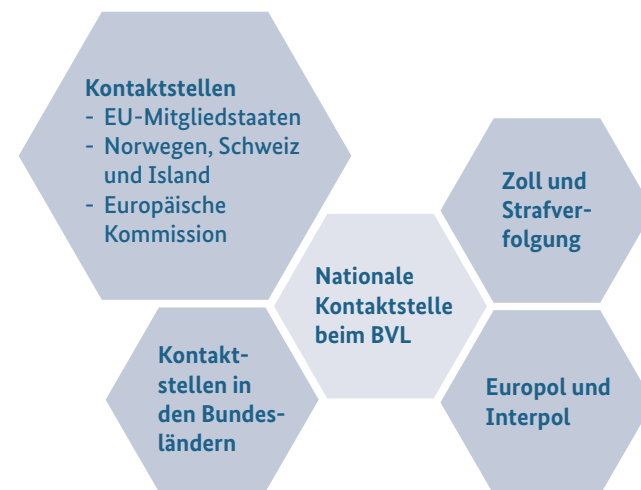 Kontaktstellen
- EU-Mitgliedstaaten
- Norwegen, Schweiz
und Island
- Europäische
Kommission
Zoll und
Strafver-
folgung
Nationale
Kontaktstelle
beim BVL
Kontakt-
stellen in
den Bundes-
ländern
Europol und
Interpol